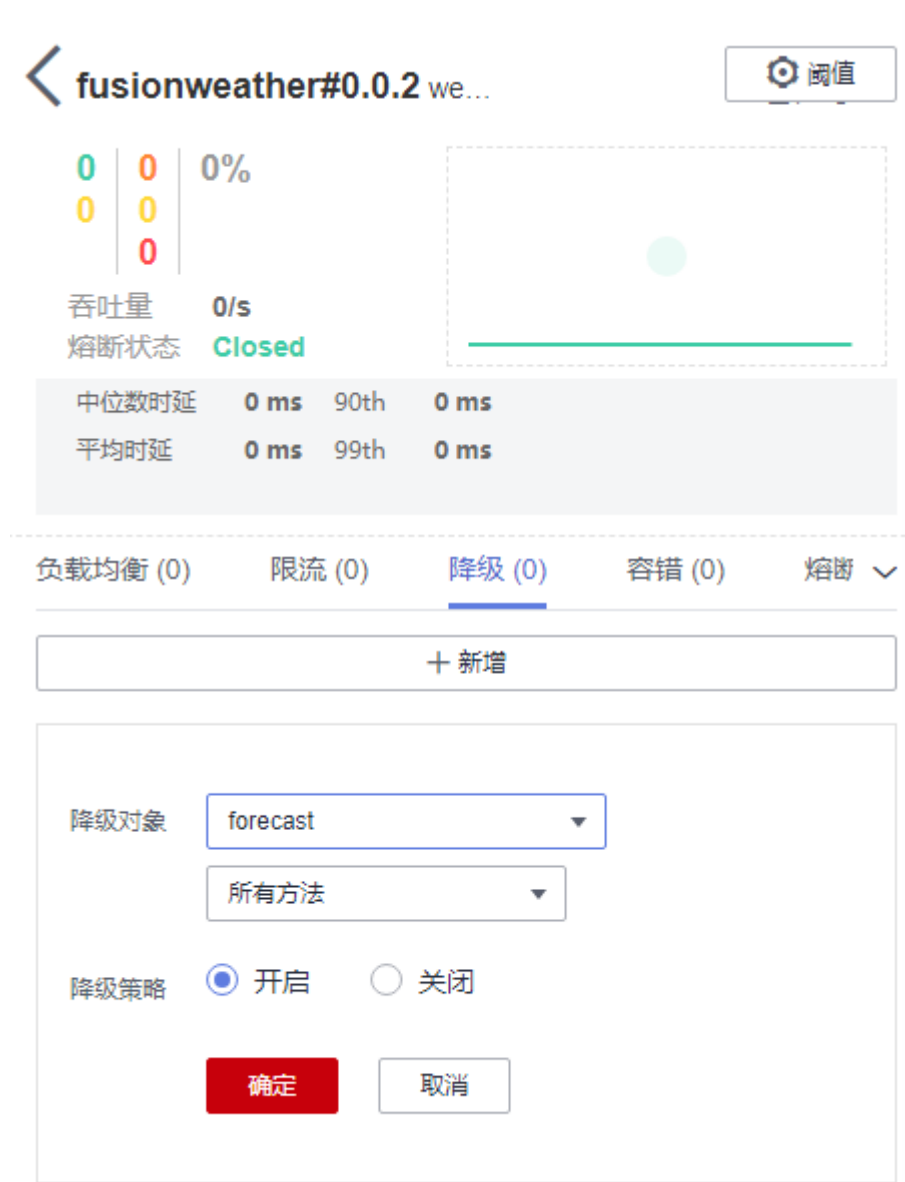 fusionweather#0.0.2 we...
阈值
0 0 0%
0 0
0
吞吐量 0/s
熔断状态 Closed
中位数时延 0 ms 90th 0 ms
平均时延 0 ms 99th 0 ms
负载均衡 (0) 限流 (0) 降级 (0) 容错 (0) 熔断
+ 新增
降级对象 forecast
所有方法
降级策略 开启 关闭
确定 取消